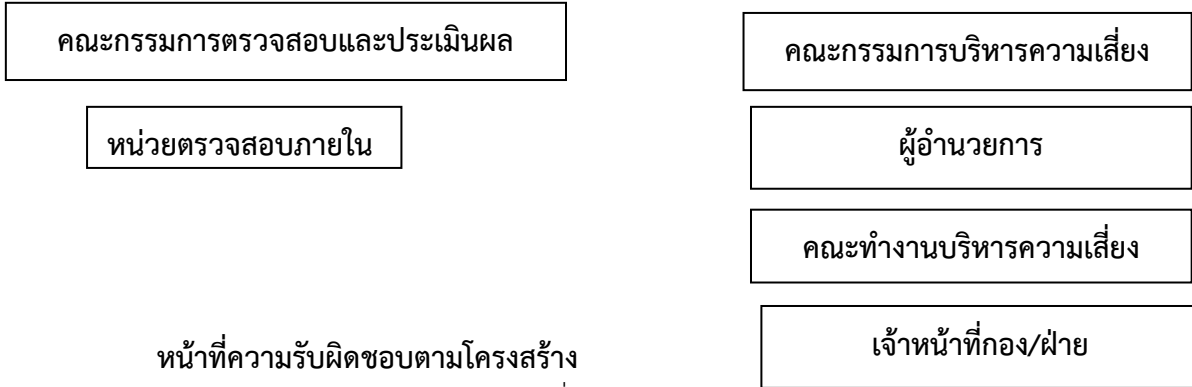 คณะกรรมการตรวจสอบและประเมินผล
คณะกรรมการบริหารความเสี่ยง
หน่วยตรวจสอบภายใน
ผู้อำนวยการ
คณะทำงานบริหารความเสี่ยง
เจ้าหน้าที่กอง/ฝ่าย
หน้าที่ความรับผิดชอบตามโครงสร้าง